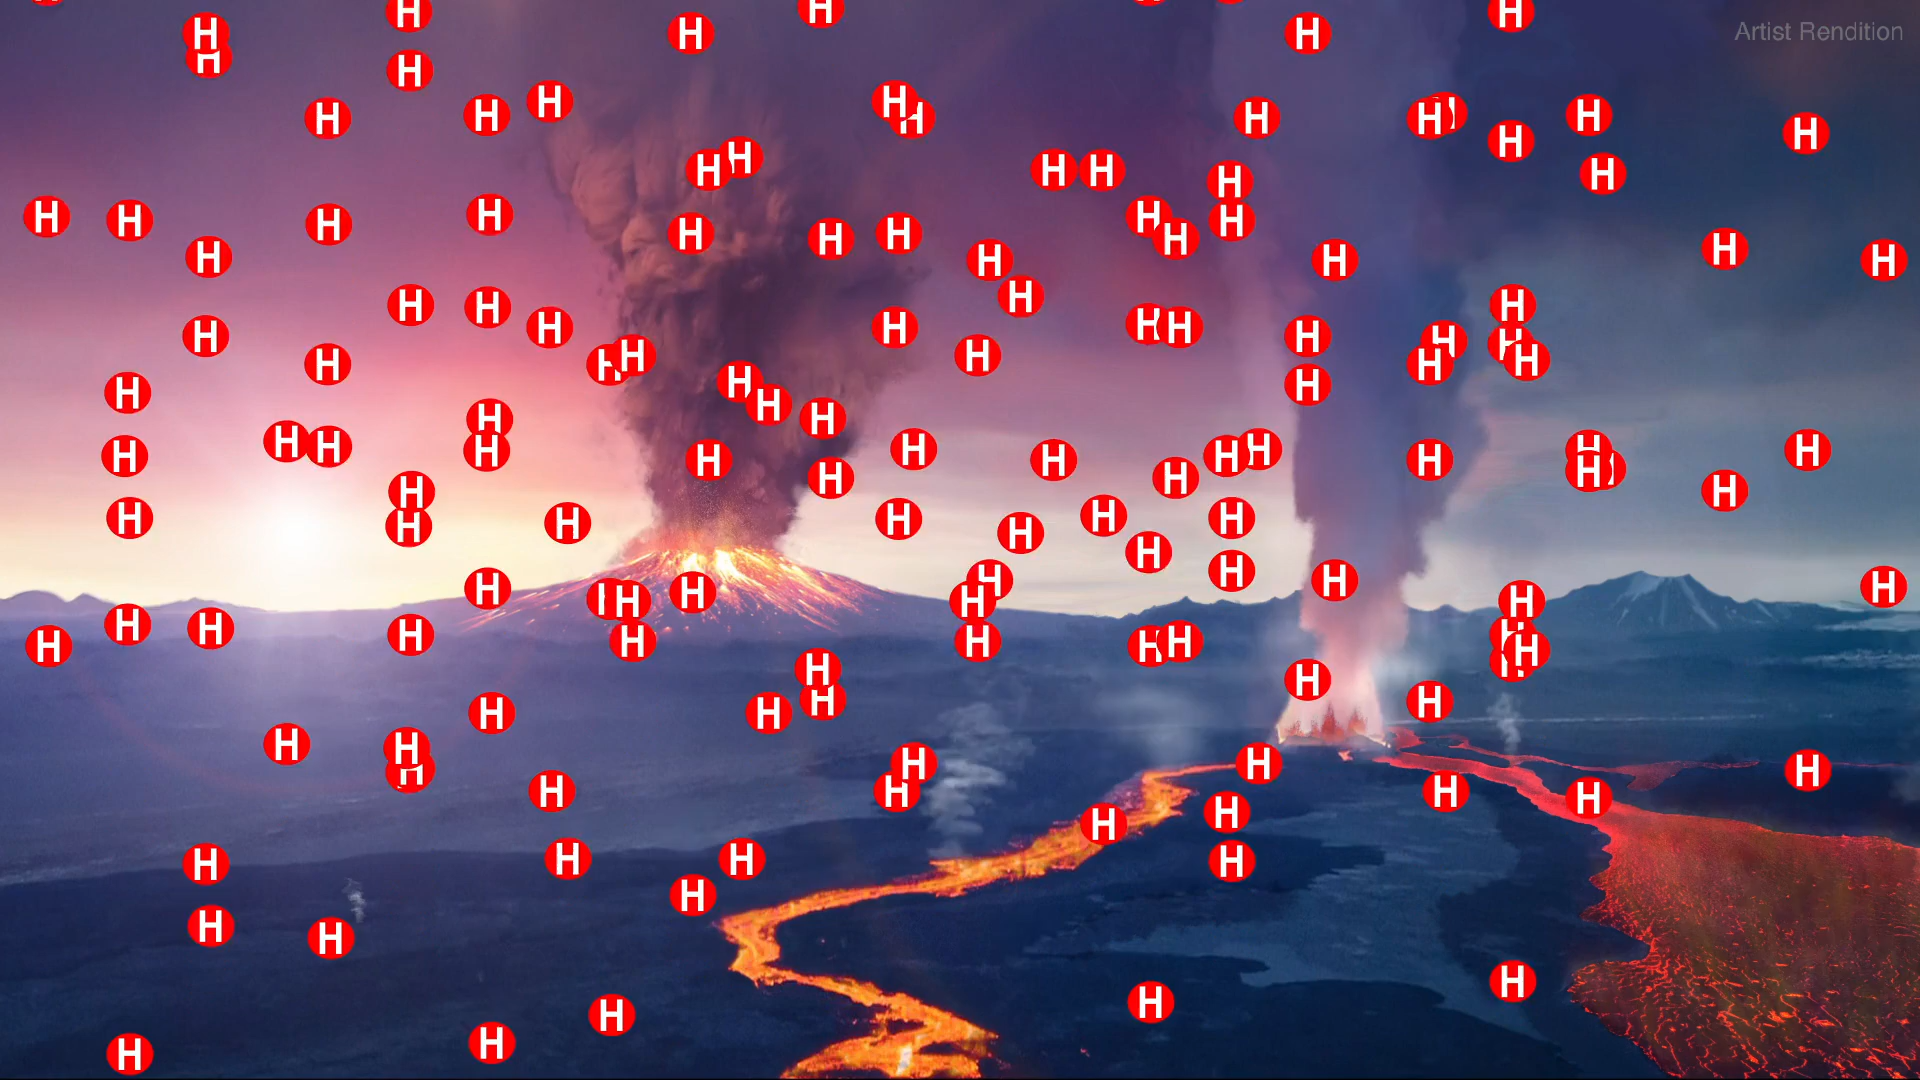 H H H
H H H Artist Rendition
H H
H H H H H H H H H H H
H H H H H H
H H H H H H H H H H H H H H H
H H H H
H H H H H H H H H H H H H H
H H H H H H
H H H H H H H H H H H H H H H H H H
H H H H H H H H
H H H H H H H H H H
H H H H H H H H H H H H
H H H H H
H H H H H H H H H H
H H H H H H
H H H
H H H H H